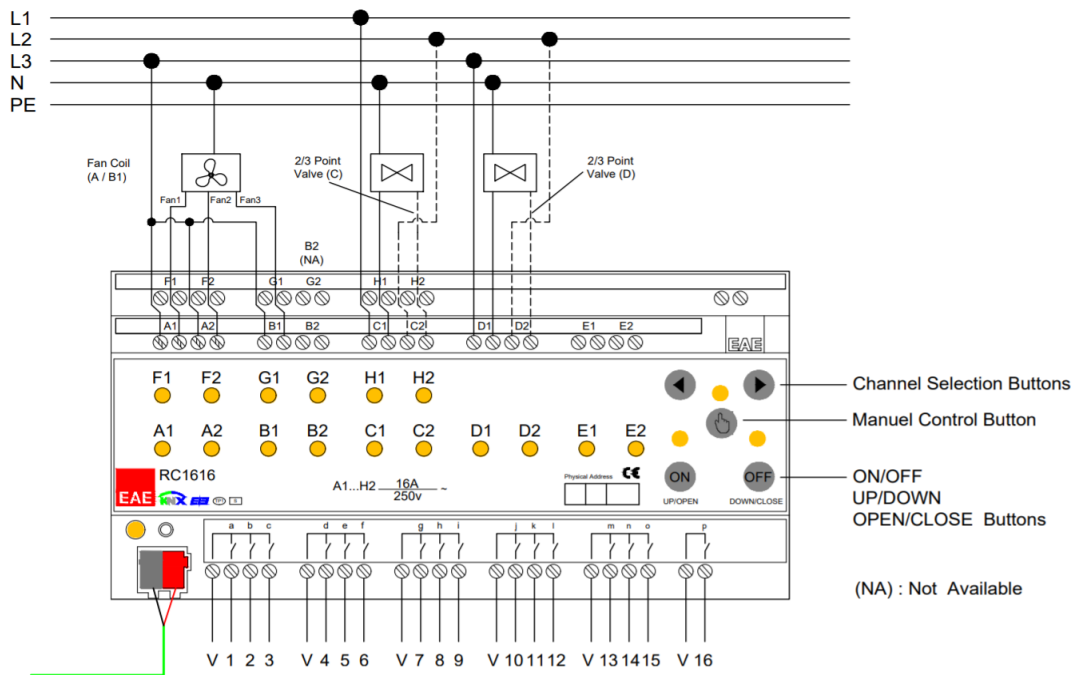 L1
L2
L3
N
PE
Fan Coil
(A / B1)
2/3 Point
Valve (C)
2/3 Point
Valve (D)
Fan1 Fan2 Fan3
B2
(NA)
F1 F2 G1 G2 H1 H2
A1 A2 B1 B2 C1 C2 D1 D2 E1 E2
EAE
F1 F2 G1 G2 H1 H2
A1 A2 B1 B2 C1 C2 D1 D2 E1 E2
Channel Selection Buttons
Manuel Control Button
EAE
RC1616
KNX
A1...H2 16A
250v ~
Physical Address
CE
ON OFF
UP/OPEN DOWN/CLOSE
ON/OFF
UP/DOWN
OPEN/CLOSE Buttons
a b c d e f g h i j k l m n o p
(NA) : Not Available
V 1 2 3 V 4 5 6 V 7 8 9 V 10 11 12 V 13 14 15 V 16